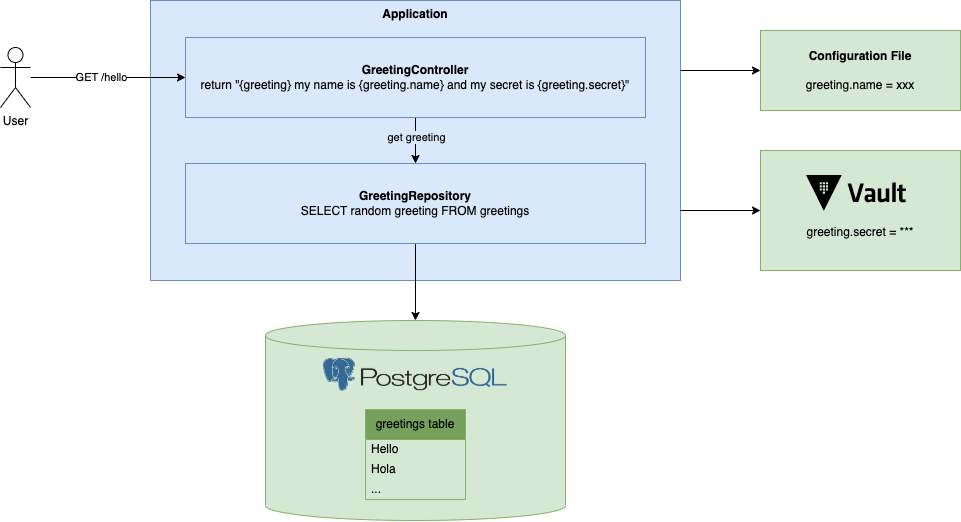 Application
GET /hello
User
GreetingController
return "{greeting} my name is {greeting.name} and my secret is {greeting.secret}"
get greeting
GreetingRepository
SELECT random greeting FROM greetings
Configuration File
greeting.name = xxx
Vault
greeting.secret = ***
PostgreSQL
greetings table
Hello
Hola
...